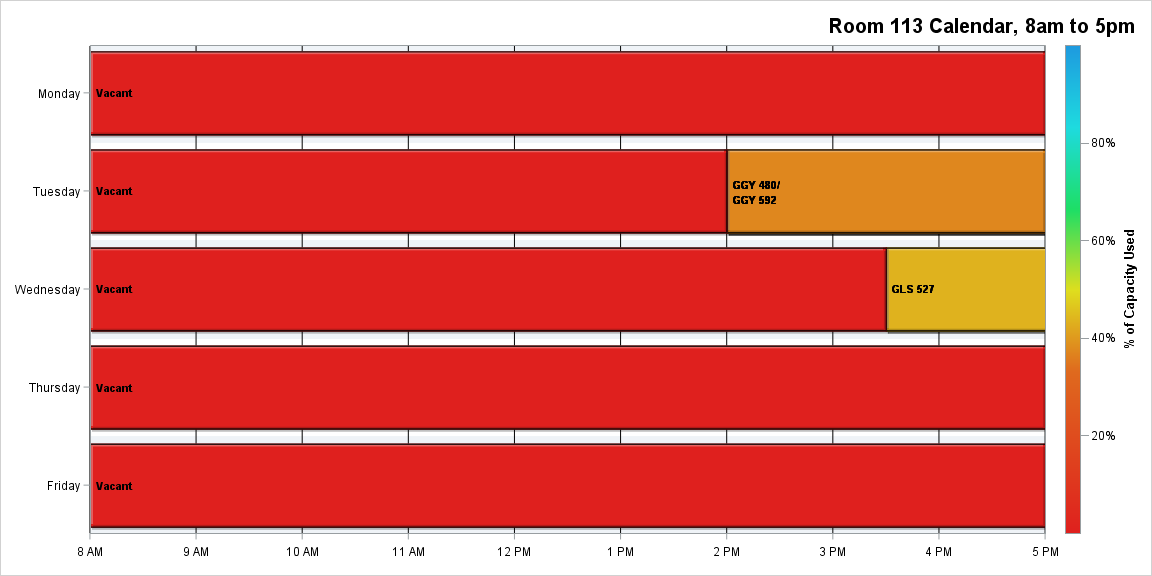 Room 113 Calendar, 8am to 5pm
Monday
Vacant
Tuesday
Vacant
GGY 480/
GGY 592
Wednesday
Vacant
GLS 527
Thursday
Vacant
Friday
Vacant
8 AM 9 AM 10 AM 11 AM 12 PM 1 PM 2 PM 3 PM 4 PM 5 PM
80%
60%
40%
20%
% of Capacity Used